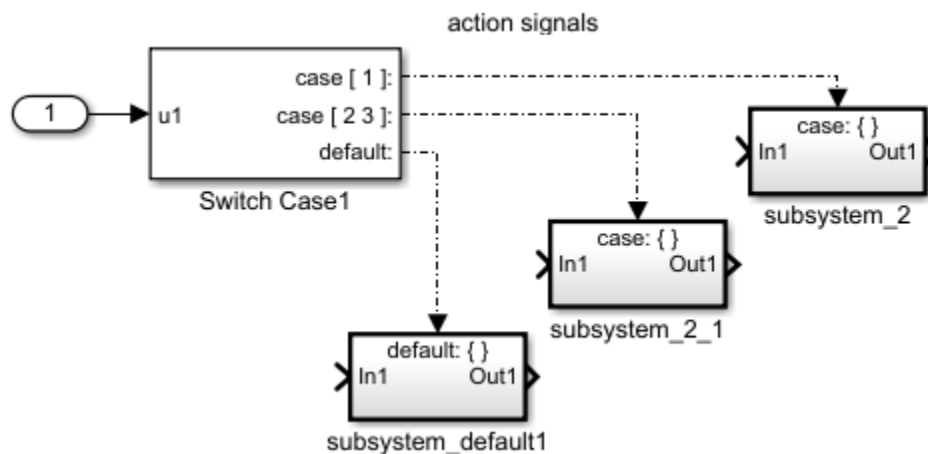 action signals
1
u1
case [ 1 ]:
case [ 2 3 ]:
default:
Switch Case1
case: { }
In1
Out1
subsystem_2
case: { }
In1
Out1
subsystem_2_1
default: { }
In1
Out1
subsystem_default1